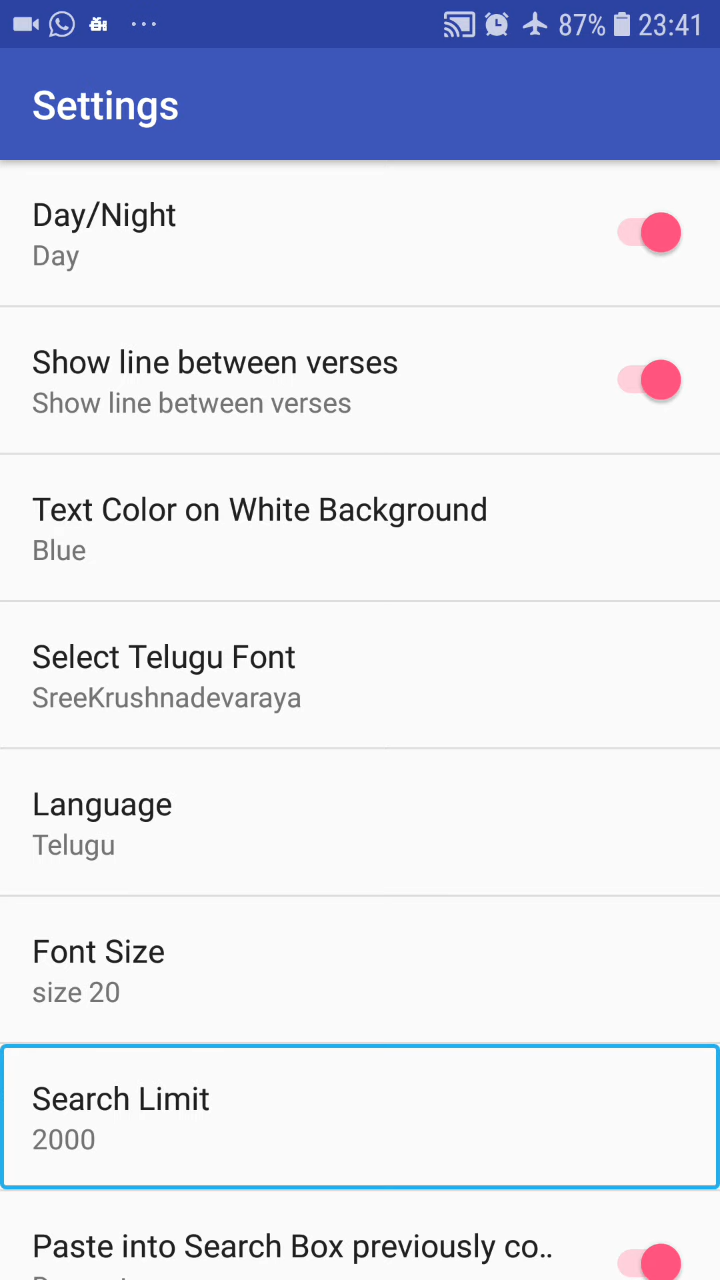 87% 23:41
Settings
Day/Night
Day
Show line between verses
Show line between verses
Text Color on White Background
Blue
Select Telugu Font
SreeKrushnadevaraya
Language
Telugu
Font Size
size 20
Search Limit
2000
Paste into Search Box previously co..